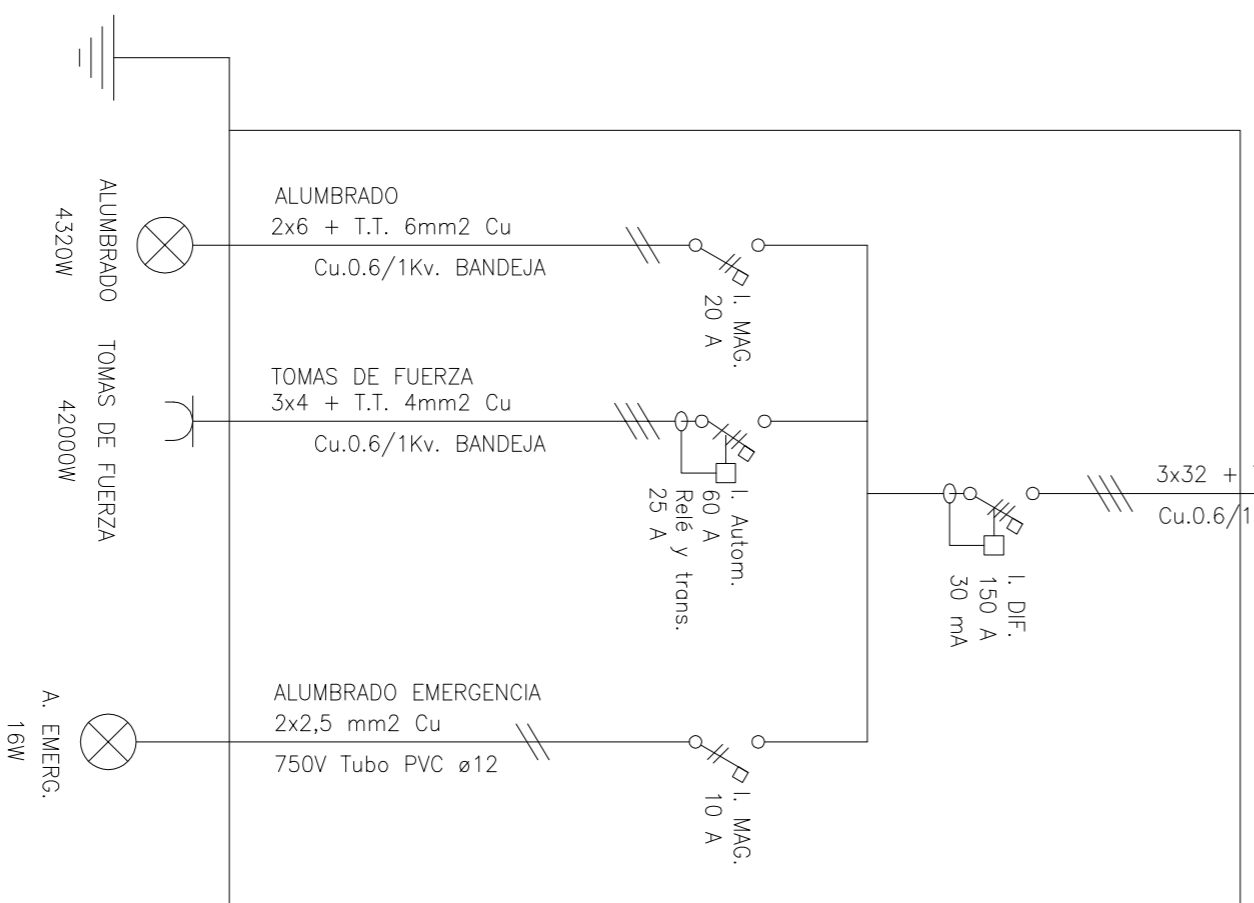 ALUMBRADO
4320W
ALUMBRADO
2x6 + T.T. 6mm2 Cu
Cu.0.6/1Kv. BANDEJA
I. MAG.
20 A
TOMAS DE FUERZA
42000W
TOMAS DE FUERZA
3x4 + T.T. 4mm2 Cu
Cu.0.6/1Kv. BANDEJA
I. Autom.
60 A
Relé y trans.
25 A
3x32 +
Cu.0.6/1
I. DIF.
150 A
30 mA
A. EMERG.
16W
ALUMBRADO EMERGENCIA
2x2,5 mm2 Cu
750V Tubo PVC ø12
I. MAG.
10 A